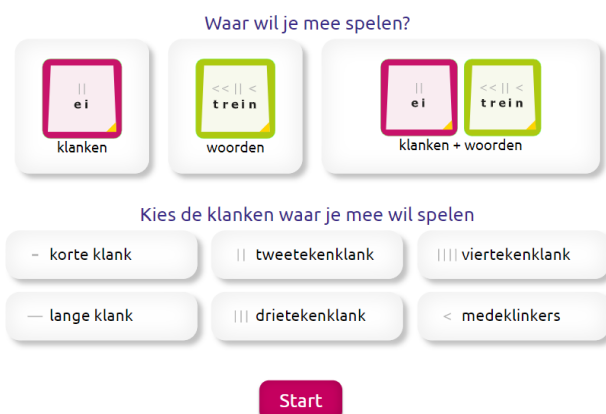 Waar wil je mee spelen?
|| << || < || << || <
ei trein ei trein
klanken woorden klanken + woorden
Kies de klanken waar je mee wil spelen
- korte klank || tweetekenklank |||| viertekenklank
— lange klank ||| drietekenklank < medeklinkers
Start